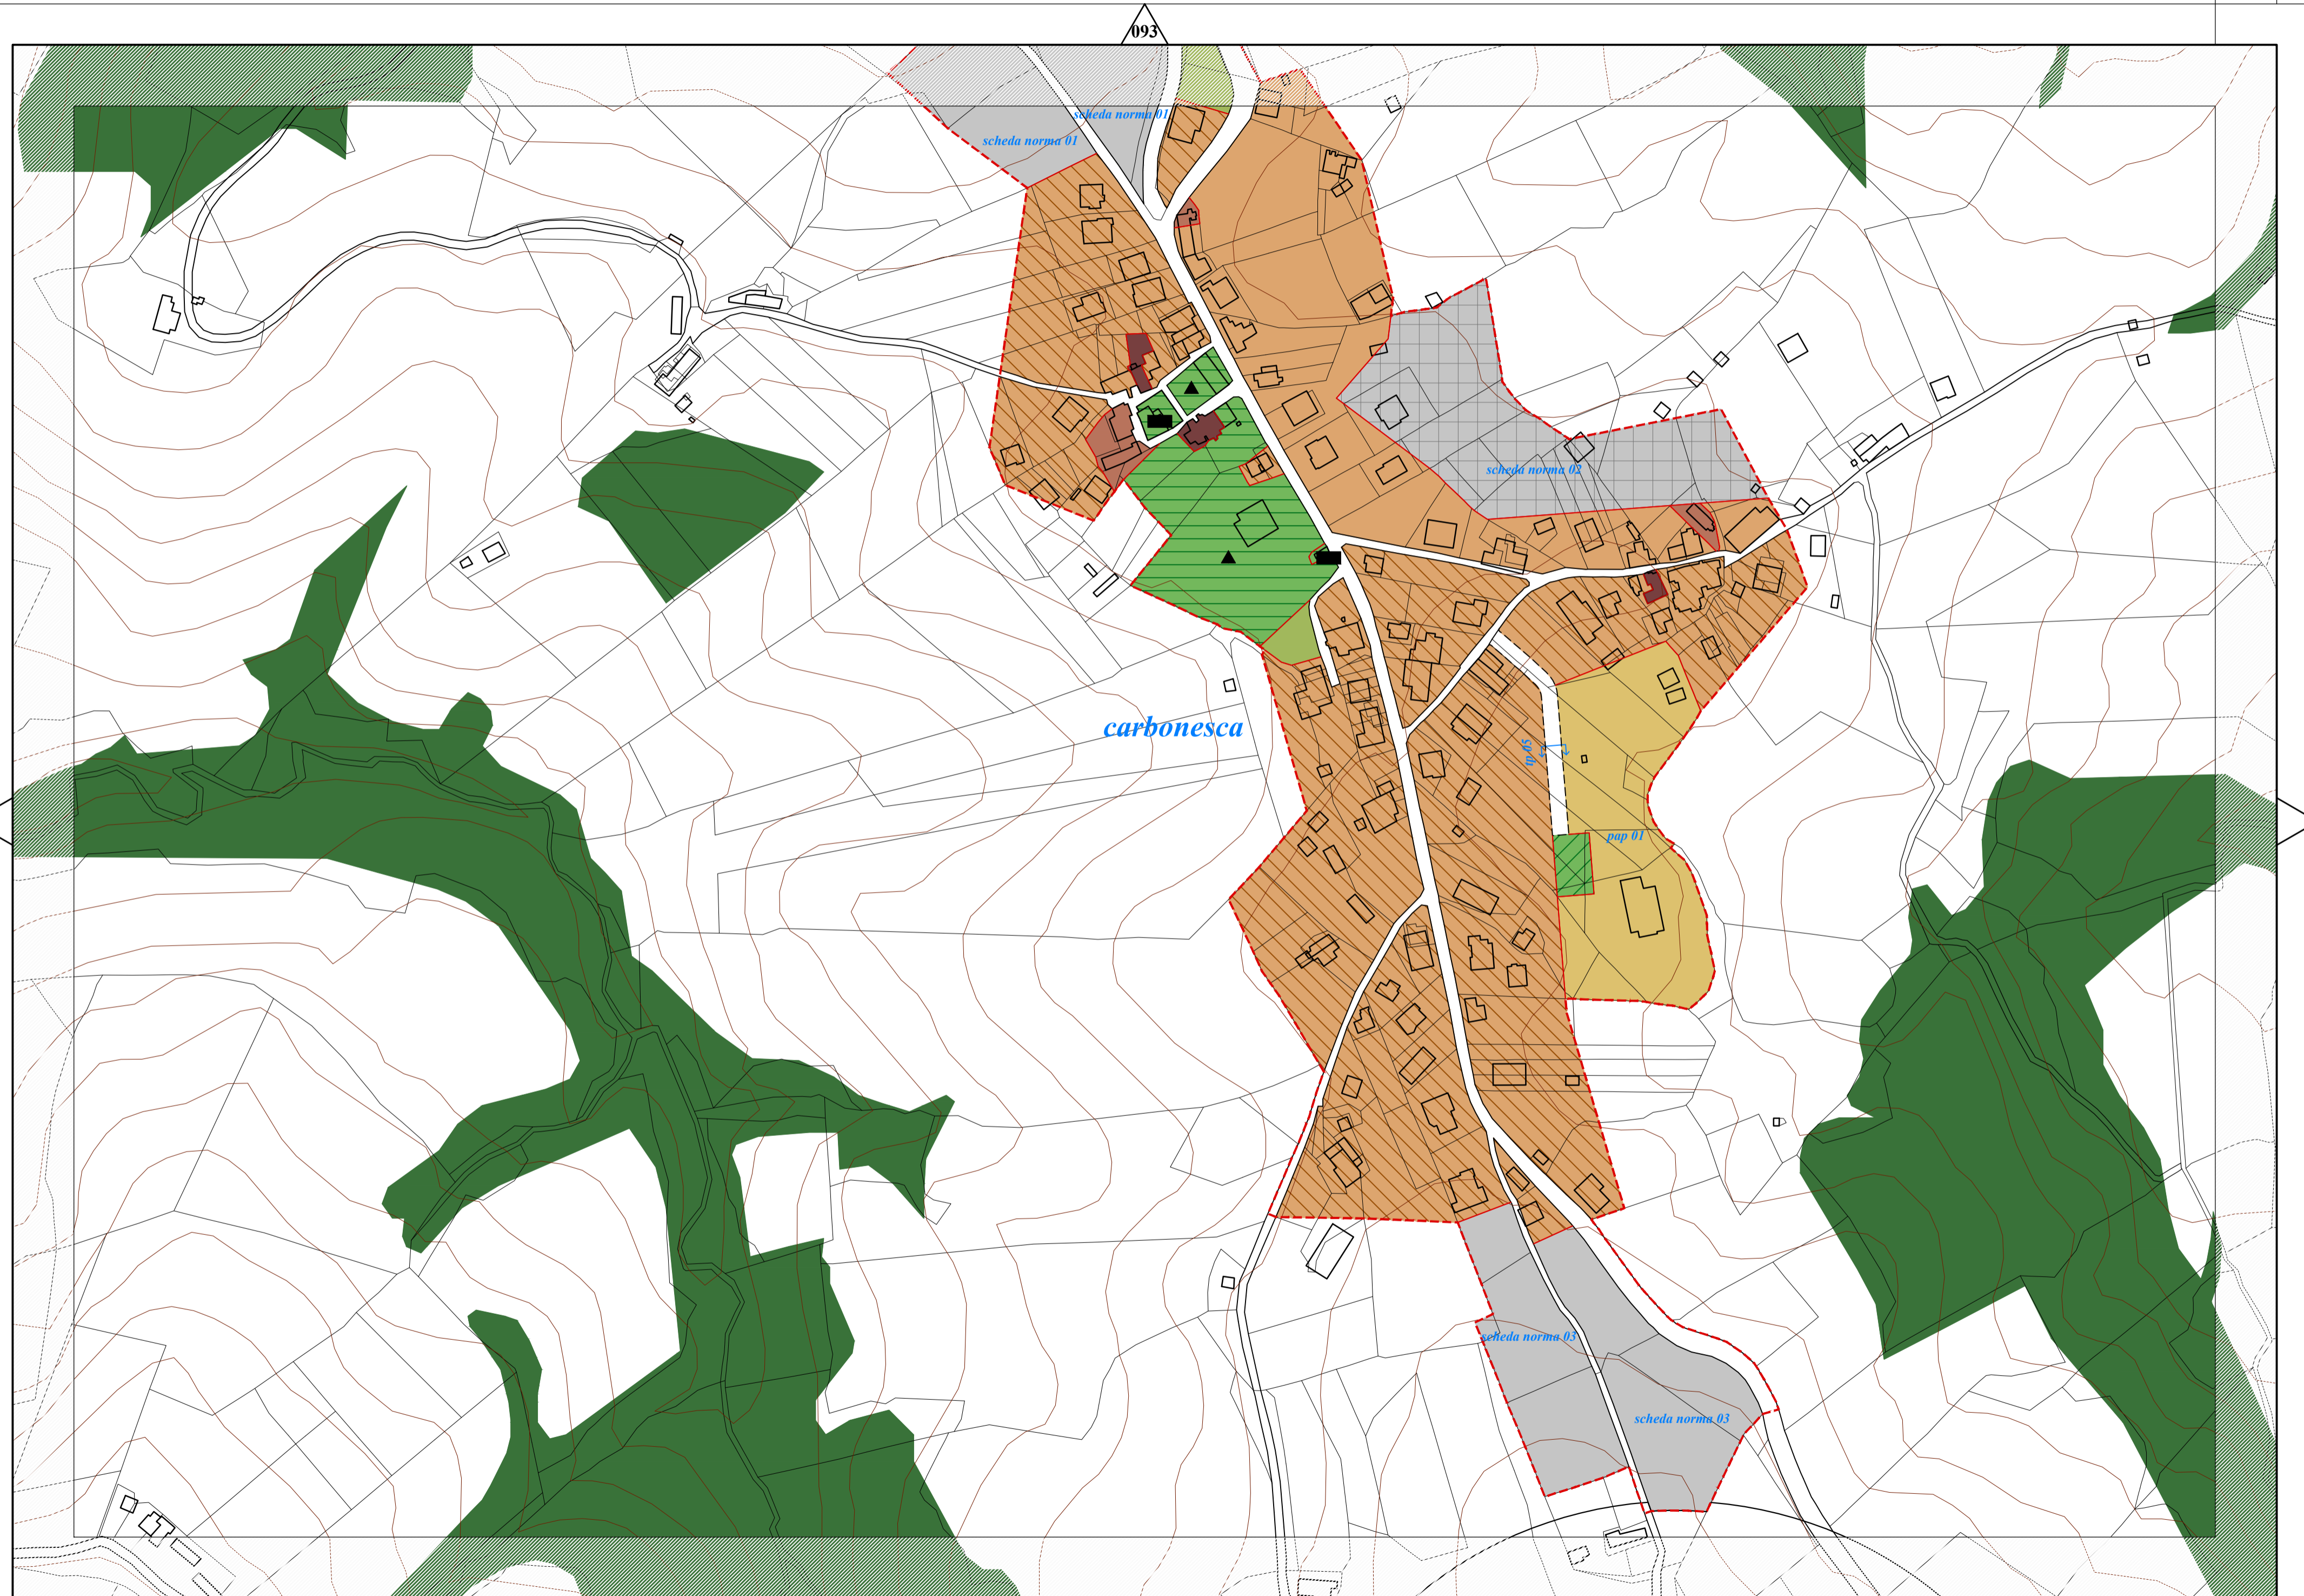 093
scheda norma 01
scheda norma 01
scheda norma 02
carbonesca
tp 05
pap 01
scheda norma 03
scheda norma 03